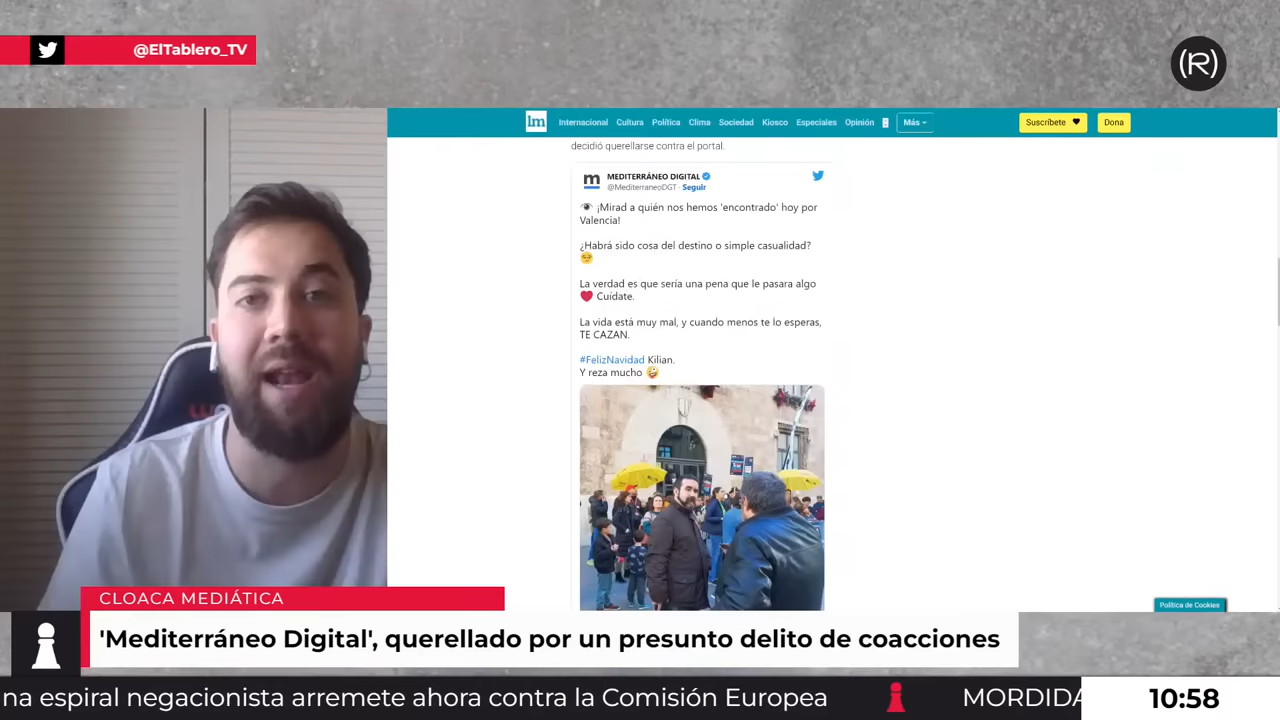 @ElTablero_TV
(R)
lm Internacional Cultura Política Clima Sociedad Kiosco Especiales Opinión Más Suscríbete Dona
decidió querellarse contra el portal.
m MEDITERRÁNEO DIGITAL
@MediterraneoDGT · Seguir
¡Mirad a quién nos hemos 'encontrado' hoy por
Valencia!
¿Habrá sido cosa del destino o simple casualidad?
La verdad es que sería una pena que le pasara algo
Cuídate.
La vida está muy mal, y cuando menos te lo esperas,
TE CAZAN.
#FelizNavidad Kilian.
Y reza mucho
Política de Cookies
CLOACA MEDIÁTICA
'Mediterráneo Digital', querellado por un presunto delito de coacciones
na espiral negacionista arremete ahora contra la Comisión Europea MORDIDA 10:58